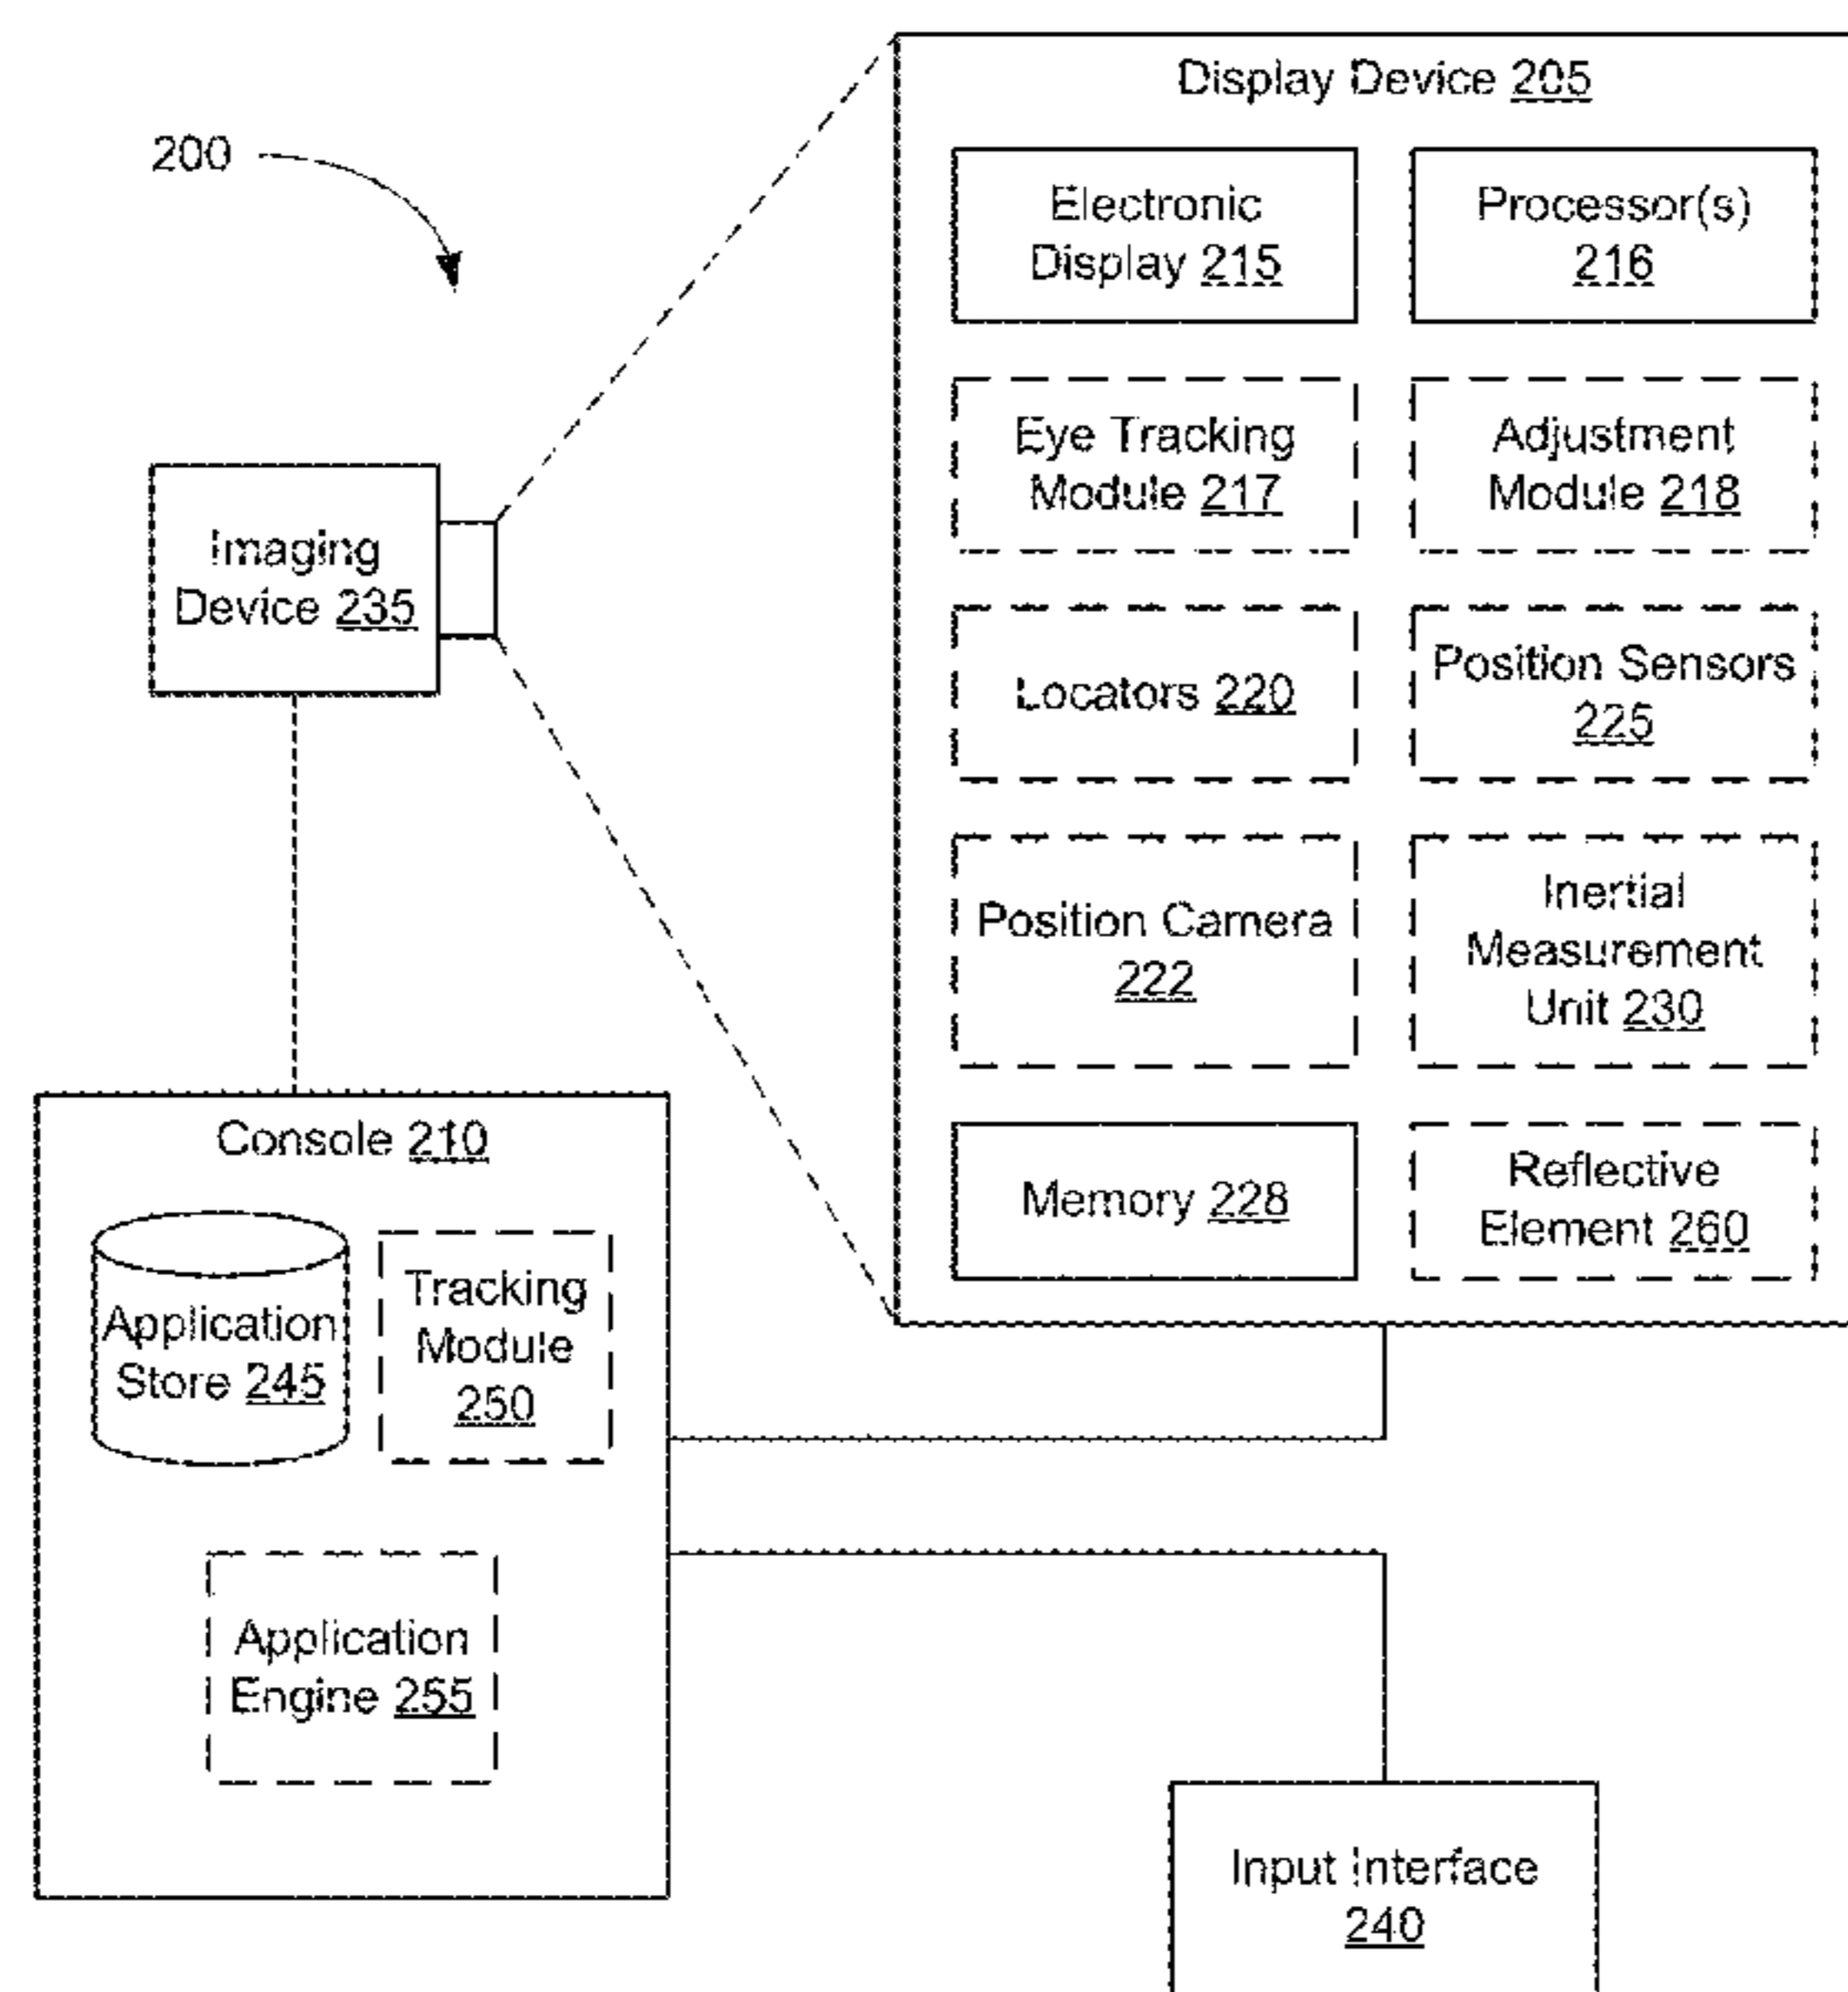 200
Display Device 205
Electronic
Display 215
Processor(s)
216
Eye Tracking
Module 217
Adjustment
Module 218
Imaging
Device 235
Locators 220
Position Sensors
225
Position Camera
222
Inertial
Measurement
Unit 230
Memory 228
Reflective
Element 260
Console 210
Application
Store 245
Tracking
Module
250
Application
Engine 255
Input Interface
240